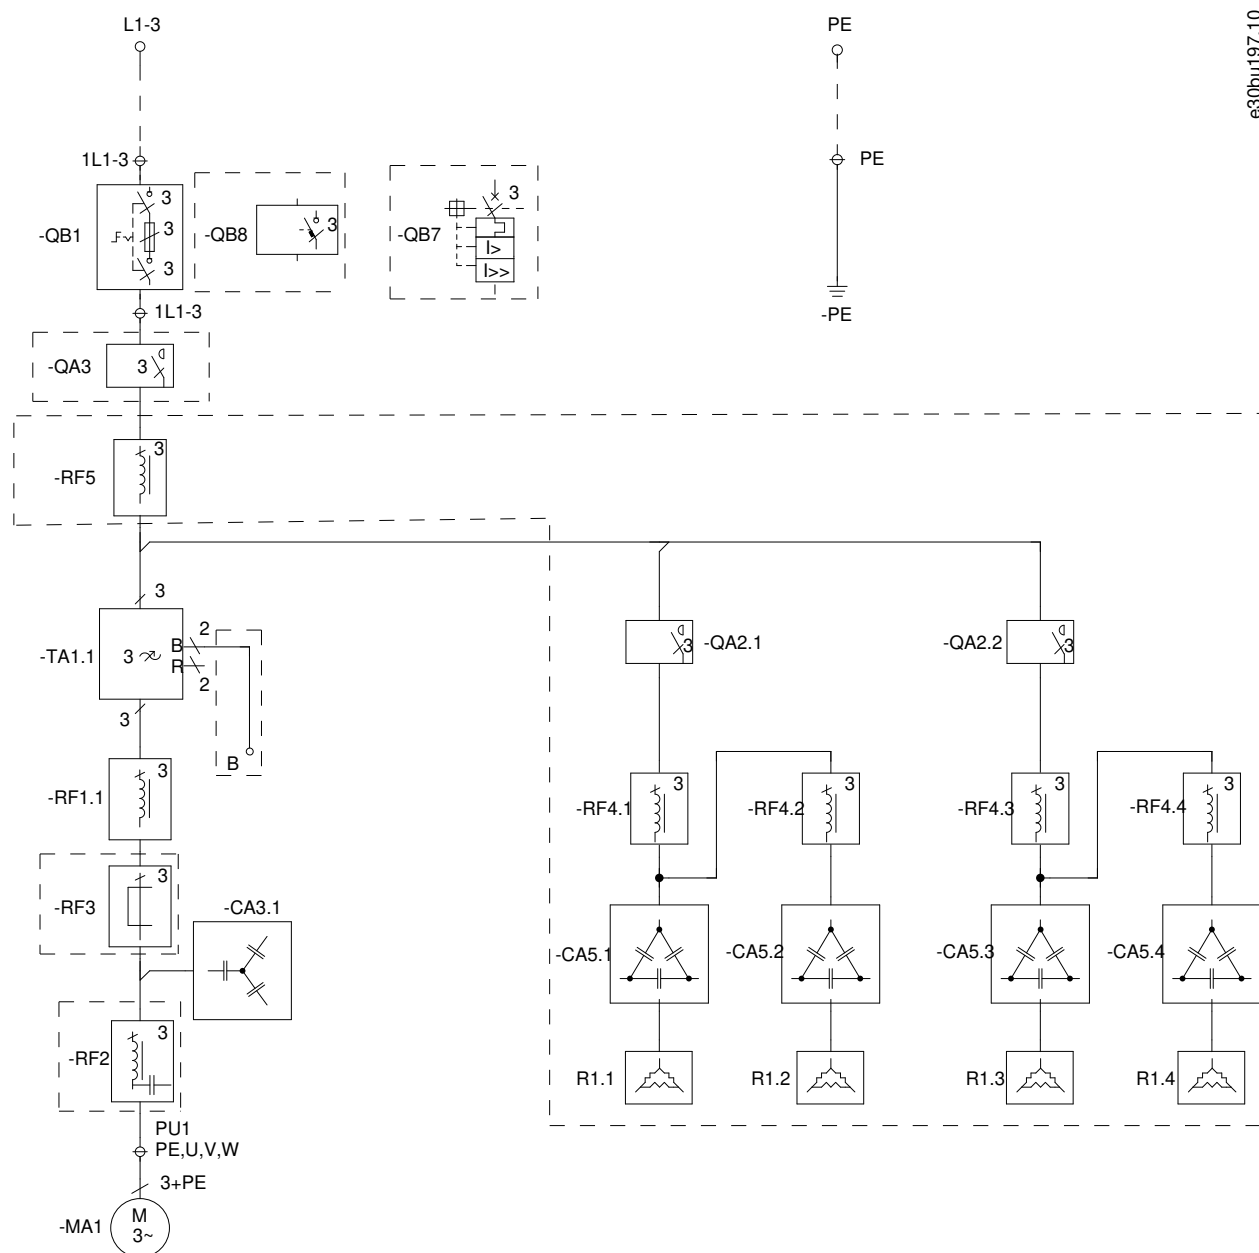 L1-3
PE
e30bu197.10
1L1-3
PE
3
-QB1
3
3
-QB8
3
-QB7
3
I>
I>>
1L1-3
-PE
-QA3
3
3
-RF5
3
2
B
-TA1.1
3
R
2
3
B
3
-QA2.1
3
-QA2.2
3
-RF1.1
3
-RF4.1
3
-RF4.2
3
-RF4.3
3
-RF4.4
3
-RF3
3
-CA3.1
-CA5.1
-CA5.2
-CA5.3
-CA5.4
-RF2
3
R1.1
R1.2
R1.3
R1.4
PU1
PE,U,V,W
3+PE
-MA1
M
3~